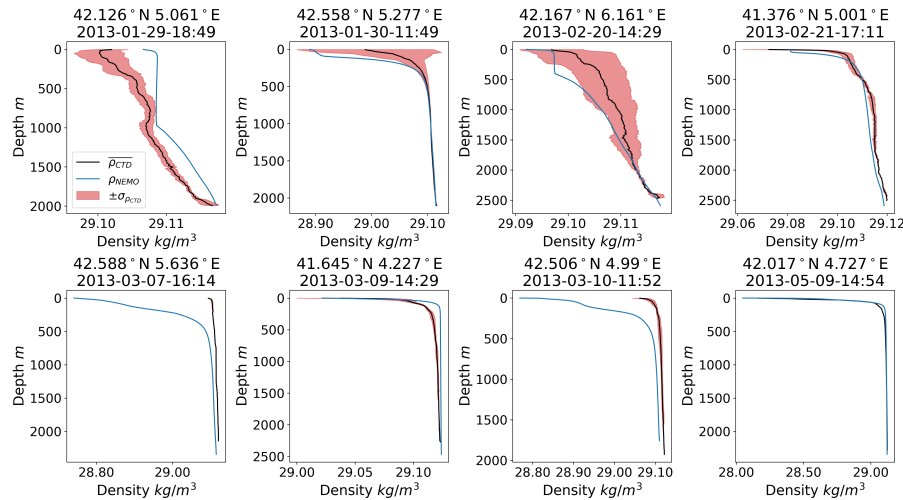 42.126°N 5.061°E
2013-01-29-18:49
0
500
1000
1500
2000
Depth m
29.10
29.11
Density kg/m³
ρ_CTD
ρ_NEMO
±σ_ρCTD
42.558°N 5.277°E
2013-01-30-11:49
0
500
1000
1500
2000
Depth m
28.90
29.00
29.10
Density kg/m³
42.167°N 6.161°E
2013-02-20-14:29
0
500
1000
1500
2000
2500
Depth m
29.09
29.10
29.11
29.12
Density kg/m³
41.376°N 5.001°E
2013-02-21-17:11
0
500
1000
1500
2000
2500
Depth m
29.06
29.08
29.10
29.12
Density kg/m³
42.588°N 5.636°E
2013-03-07-16:14
0
500
1000
1500
2000
Depth m
28.80
29.00
Density kg/m³
41.645°N 4.227°E
2013-03-09-14:29
0
500
1000
1500
2000
2500
Depth m
29.00
29.05
29.10
Density kg/m³
42.506°N 4.99°E
2013-03-10-11:52
0
500
1000
1500
2000
Depth m
28.80
28.90
29.00
29.10
Density kg/m³
42.017°N 4.727°E
2013-05-09-14:54
0
500
1000
1500
2000
Depth m
28.00
28.50
29.00
Density kg/m³